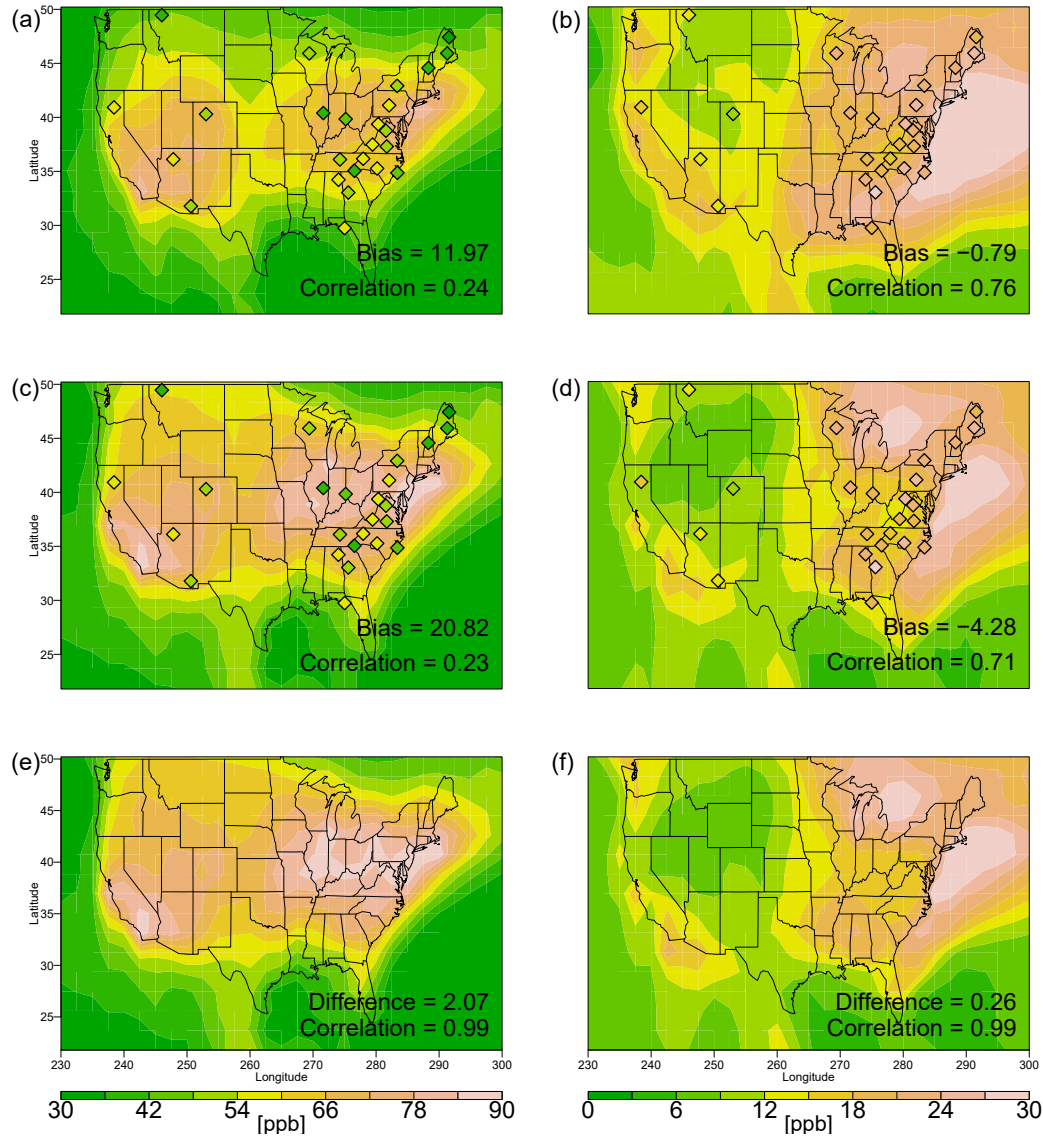 (a)
50
45
40
35
30
25
Latitude
Bias = 11.97
Correlation = 0.24
(b)
Bias = −0.79
Correlation = 0.76
(c)
50
45
40
35
30
25
Latitude
Bias = 20.82
Correlation = 0.23
(d)
Bias = −4.28
Correlation = 0.71
(e)
50
45
40
35
30
25
Latitude
Difference = 2.07
Correlation = 0.99
(f)
Difference = 0.26
Correlation = 0.99
230 240 250 260 270 280 290 300
Longitude
230 240 250 260 270 280 290 300
Longitude
30 42 54 66 78 90
[ppb]
0 6 12 18 24 30
[ppb]